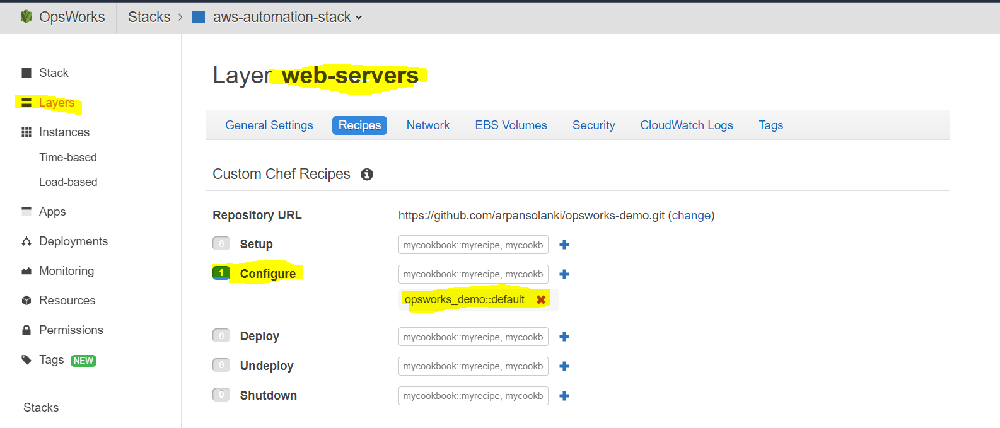 OpsWorks Stacks > aws-automation-stack
Stack
Layers
Instances
Time-based
Load-based
Apps
Deployments
Monitoring
Resources
Permissions
Tags NEW
Stacks
Layer web-servers
General Settings Recipes Network EBS Volumes Security CloudWatch Logs Tags
Custom Chef Recipes
Repository URL https://github.com/arpansolanki/opsworks-demo.git (change)
0 Setup mycookbook::myrecipe, mycookb
1 Configure mycookbook::myrecipe, mycookb
opsworks_demo::default
0 Deploy mycookbook::myrecipe, mycookb
0 Undeploy mycookbook::myrecipe, mycookb
0 Shutdown mycookbook::myrecipe, mycookb